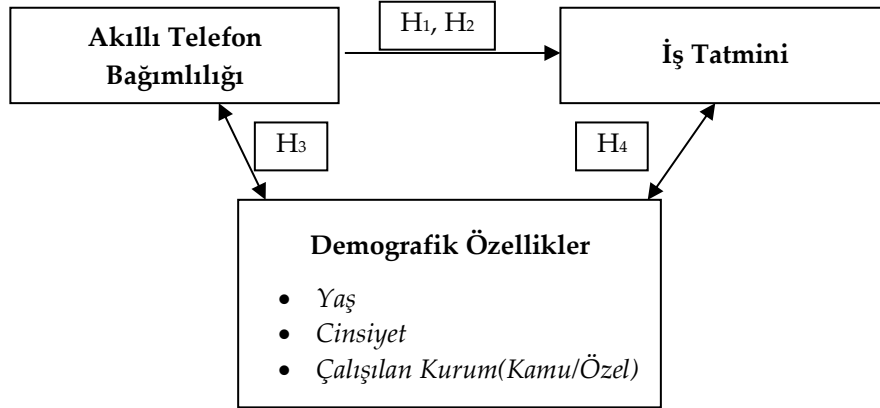 H1, H2
Akıllı Telefon
Bağımlılığı
İş Tatmini
H3
H4
Demografik Özellikler
• Yaş
• Cinsiyet
• Çalışılan Kurum(Kamu/Özel)